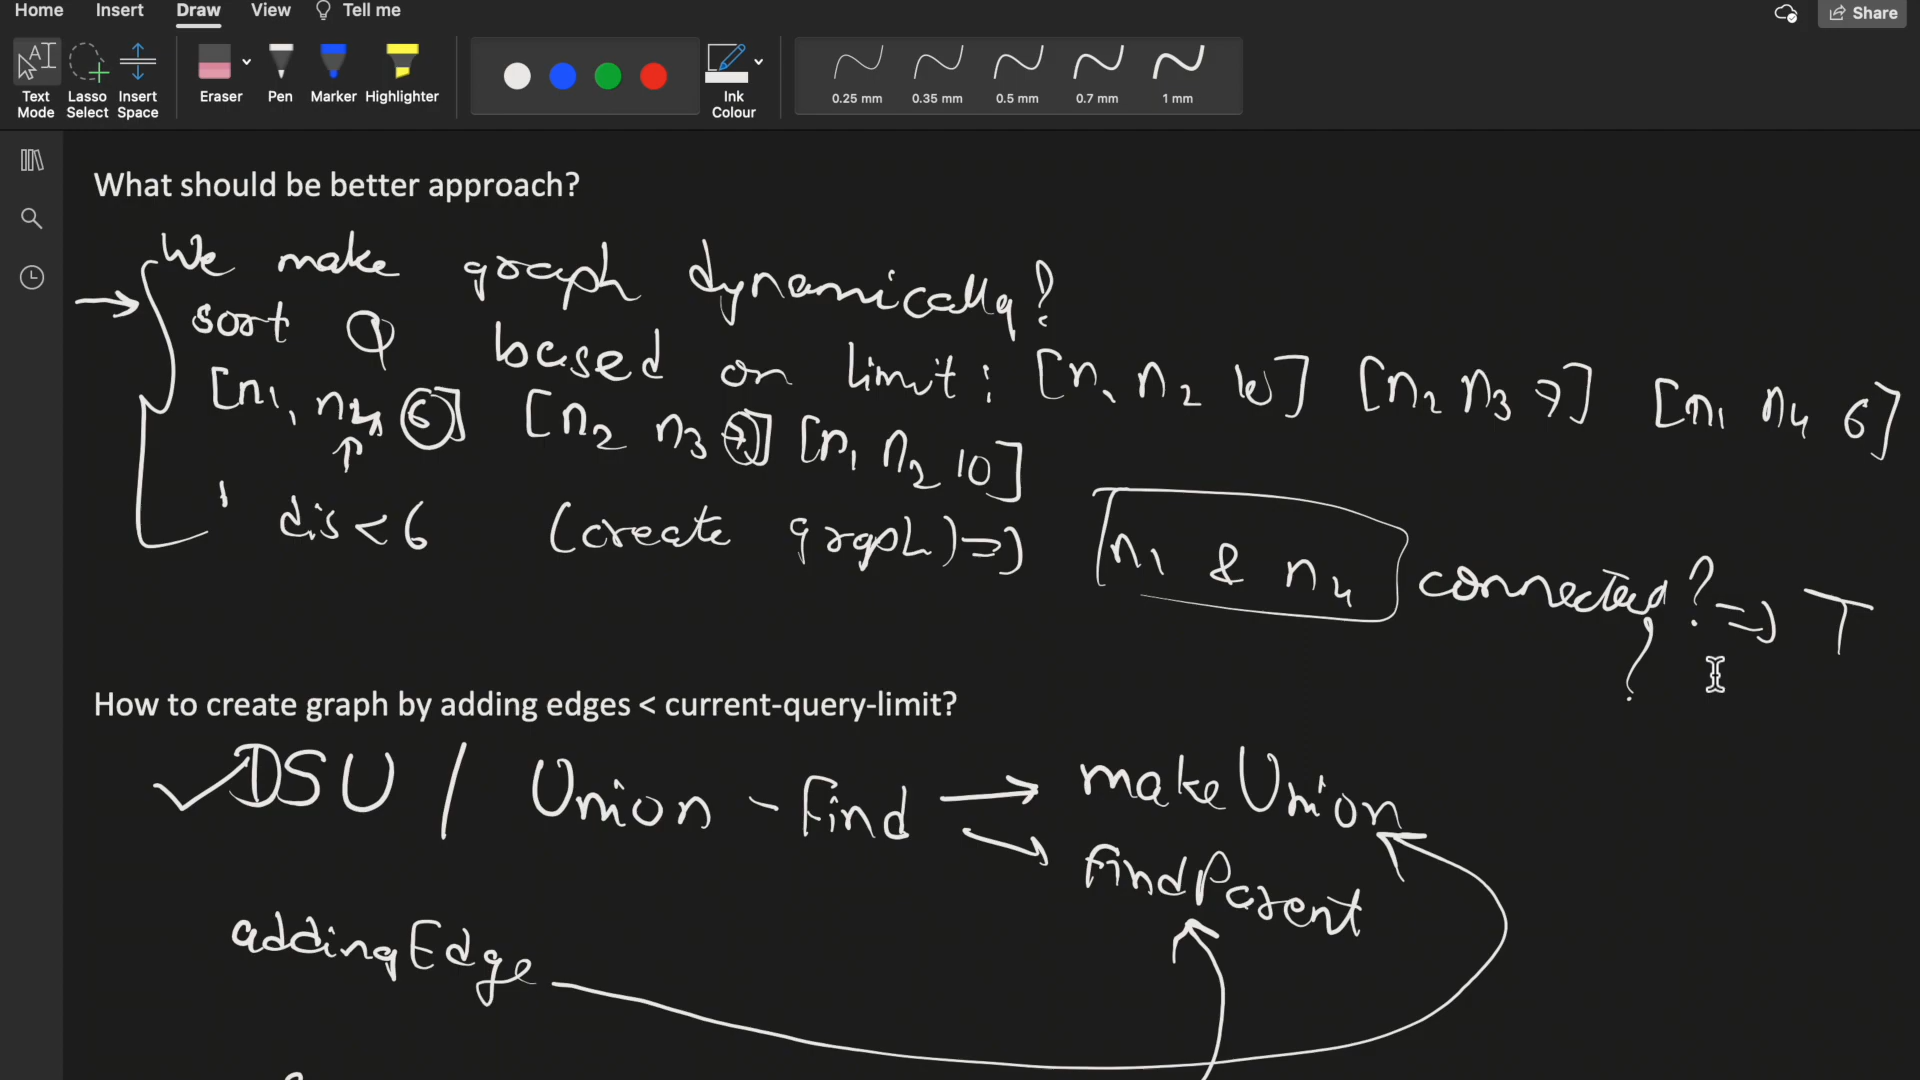 Home Insert Draw View Tell me Share
Text Mode Lasso Select Insert Space Eraser Pen Marker Highlighter Ink Colour 0.25 mm 0.35 mm 0.5 mm 0.7 mm 1 mm
What should be better approach?
We make graph dynamically?
sort Q based on limit: [n1 n2 10] [n2 n3 7] [n1 n4 6]
[n1, n4 6] [n2 n3 7] [n1 n2 10]
dis < 6 (create graph) => n1 & n4 connected? => T
?
How to create graph by adding edges < current-query-limit?
DSU / Union - Find → makeUnion
findParent
addingEdge